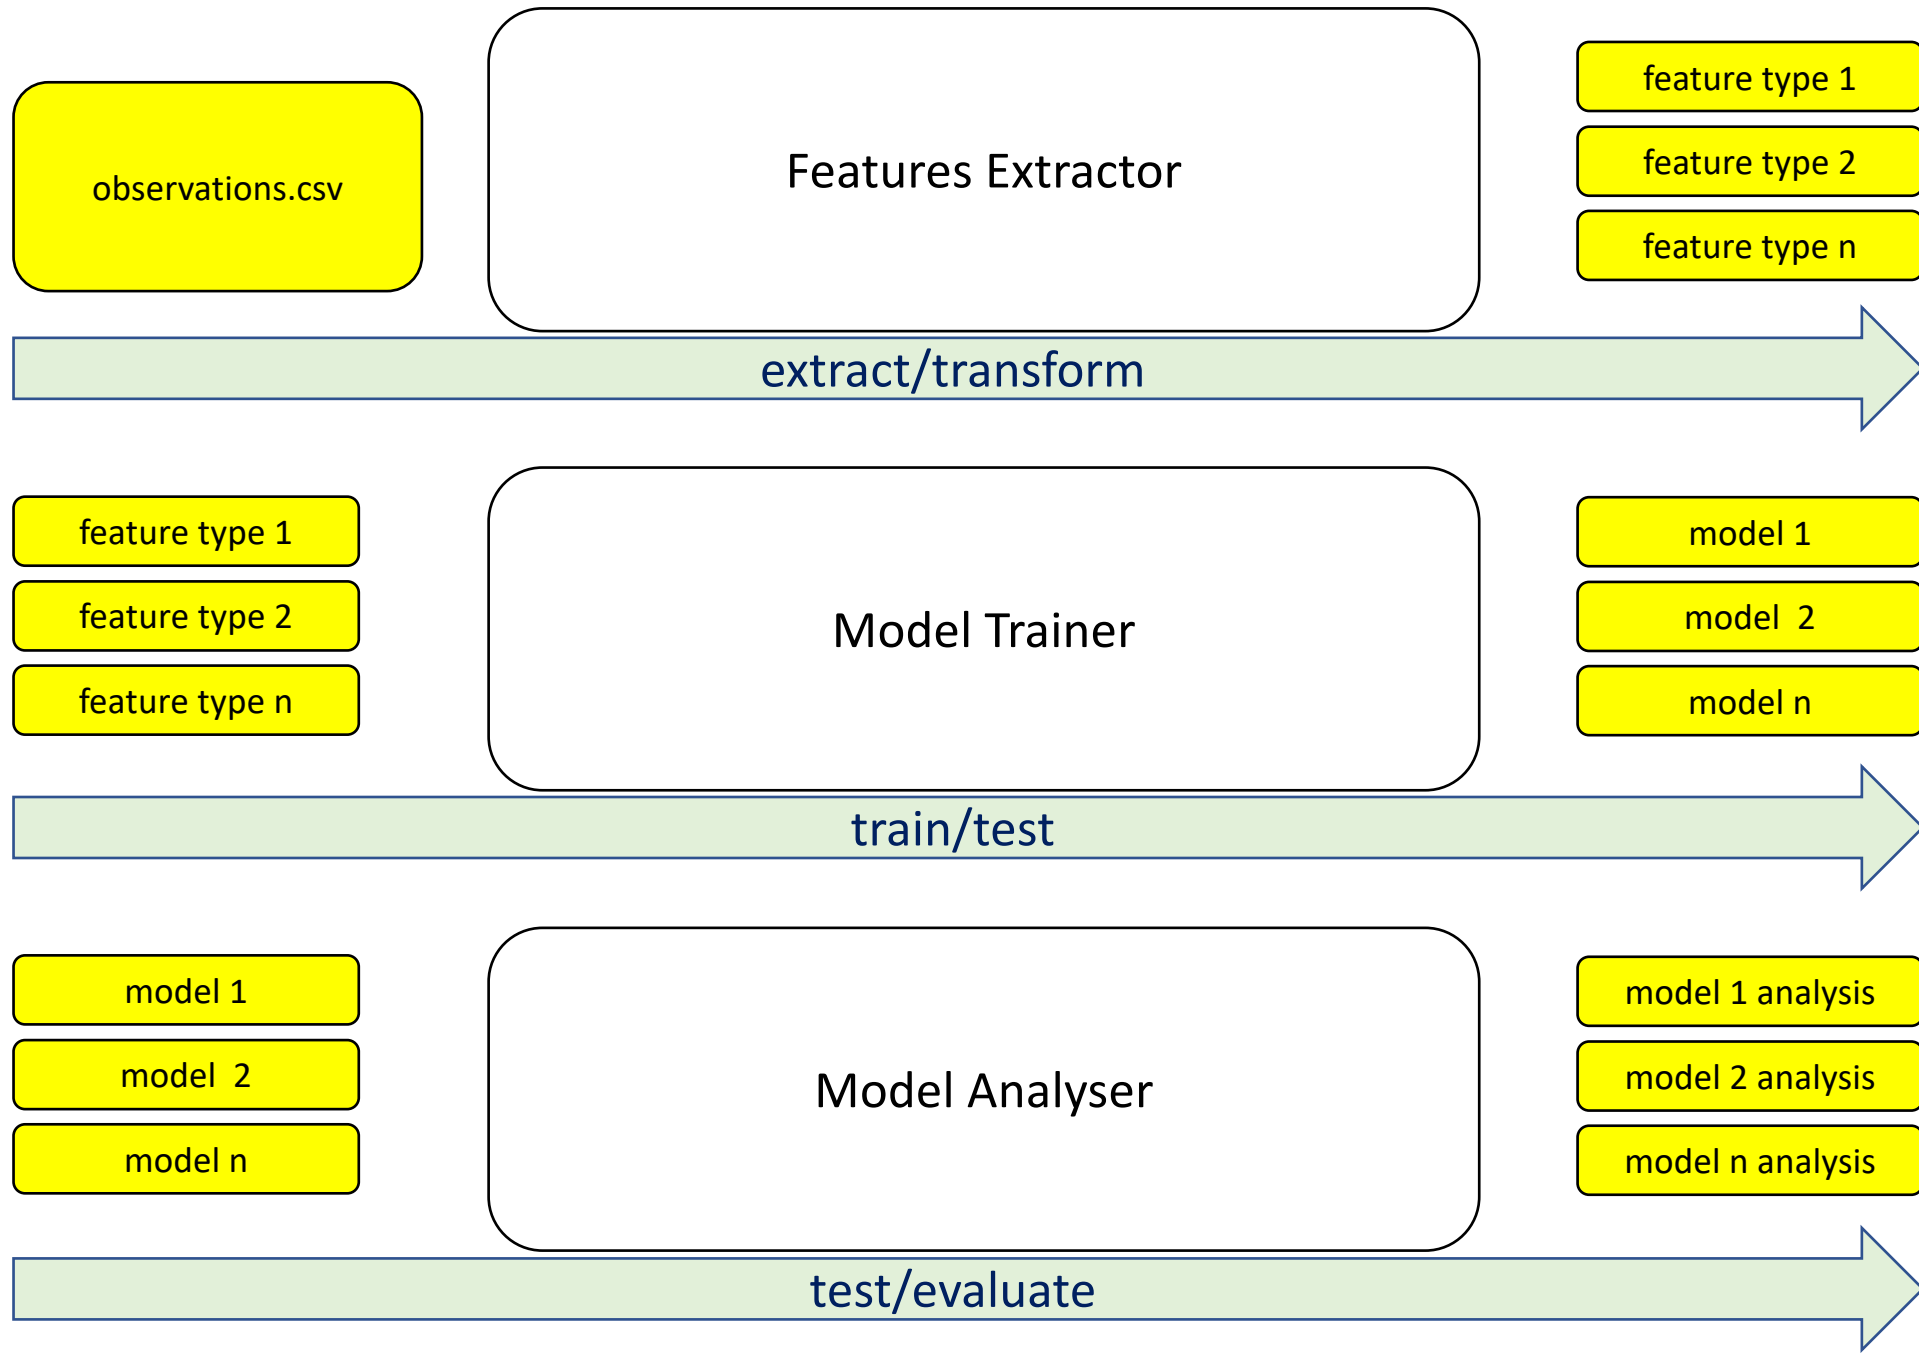 observations.csv
Features Extractor
feature type 1
feature type 2
feature type n
extract/transform
feature type 1
feature type 2
feature type n
Model Trainer
model 1
model  2
model n
train/test
model 1
model  2
model n
Model Analyser
model 1 analysis
model 2 analysis
model n analysis
test/evaluate